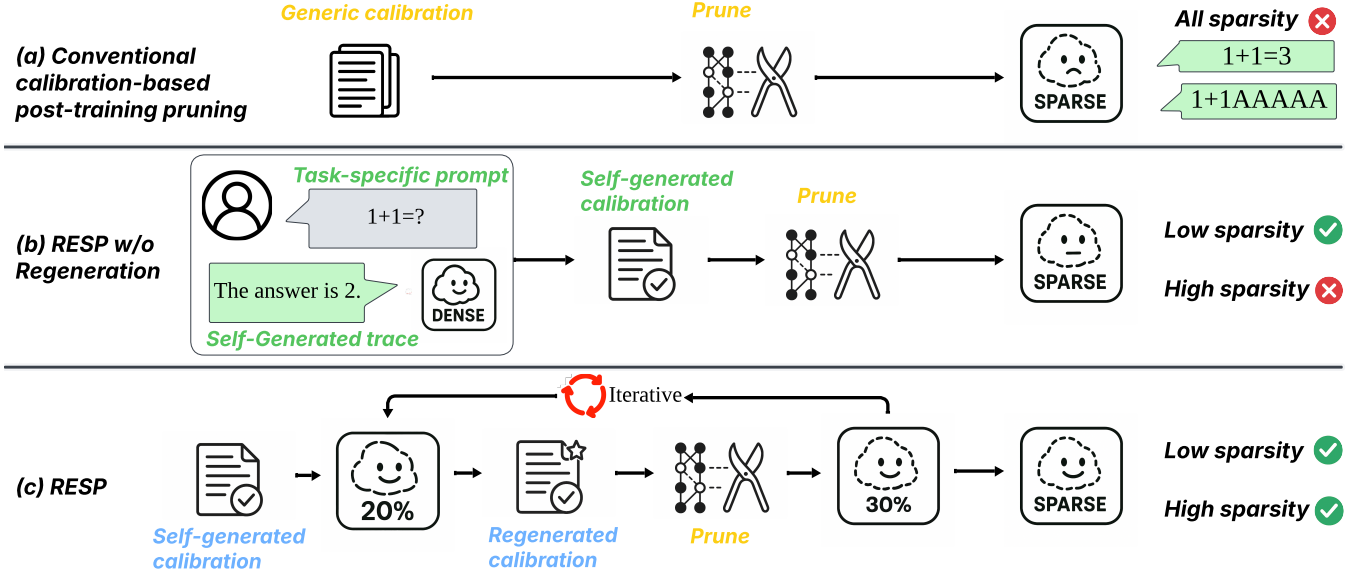 Generic calibration
Prune
All sparsity
(a) Conventional
calibration-based
post-training pruning
1+1=3
1+1AAAAA
SPARSE
Task-specific prompt
1+1=?
The answer is 2.
DENSE
Self-Generated trace
(b) RESP w/o
Regeneration
Self-generated
calibration
Prune
SPARSE
Low sparsity
High sparsity
Iterative
(c) RESP
Self-generated
calibration
20%
Regenerated
calibration
Prune
30%
SPARSE
Low sparsity
High sparsity